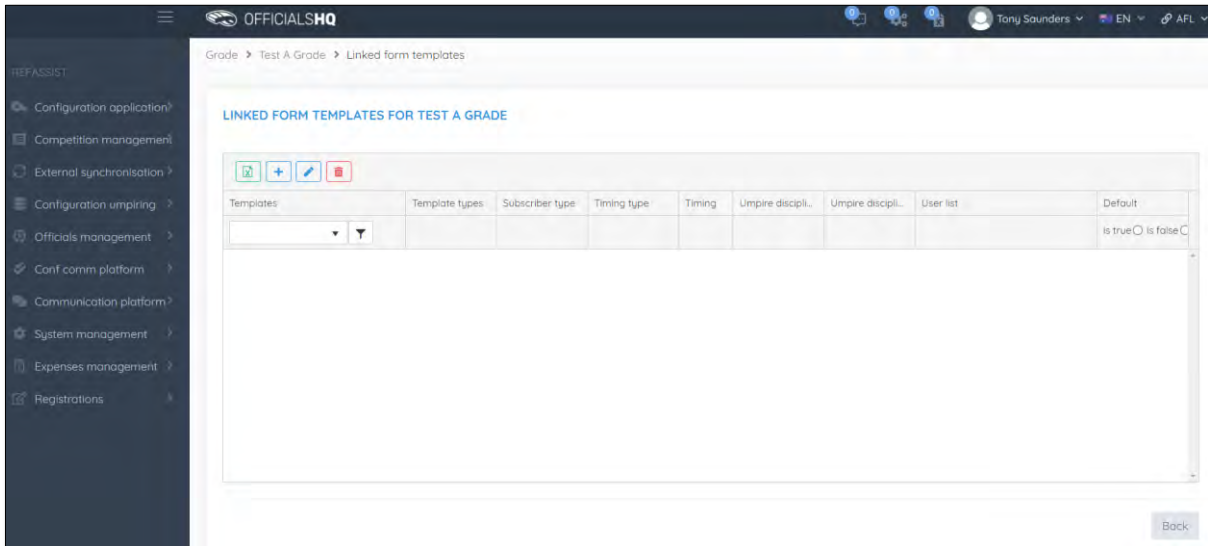 OFFICIALSHQ
0 0 0 Tony Saunders EN AFL
Grade > Test A Grade > Linked form templates
REFASSIST
Configuration application
Competition management
External synchronisation
Configuration umpiring
Officials management
Conf comm platform
Communication platform
System management
Expenses management
Registrations
LINKED FORM TEMPLATES FOR TEST A GRADE
Templates Template types Subscriber type Timing type Timing Umpire discipli... Umpire discipli... User list Default
is true is false
Back